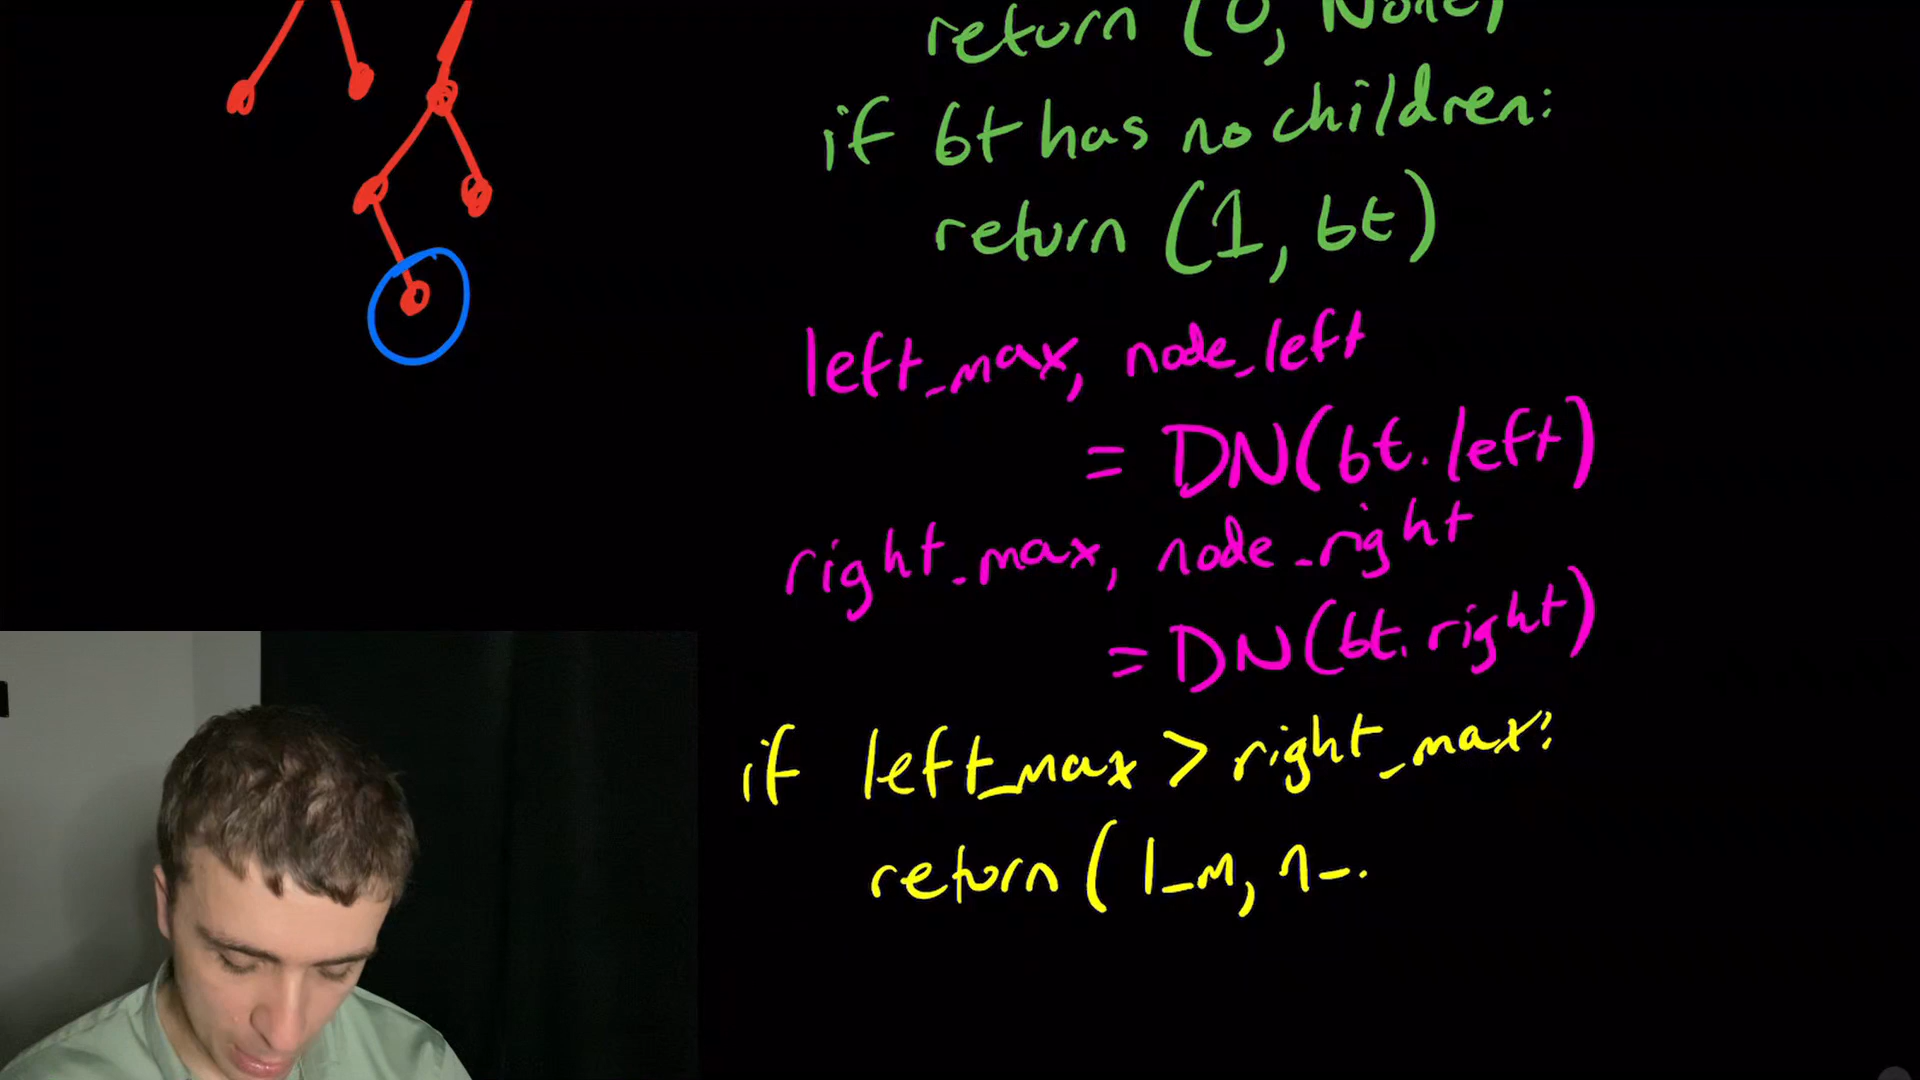 return (0, None)
if bt has no children:
return (1, bt)
left_max, node_left
= DN(bt.left)
right_max, node_right
= DN(bt.right)
if left_max > right_max:
return ( l_m, n_.